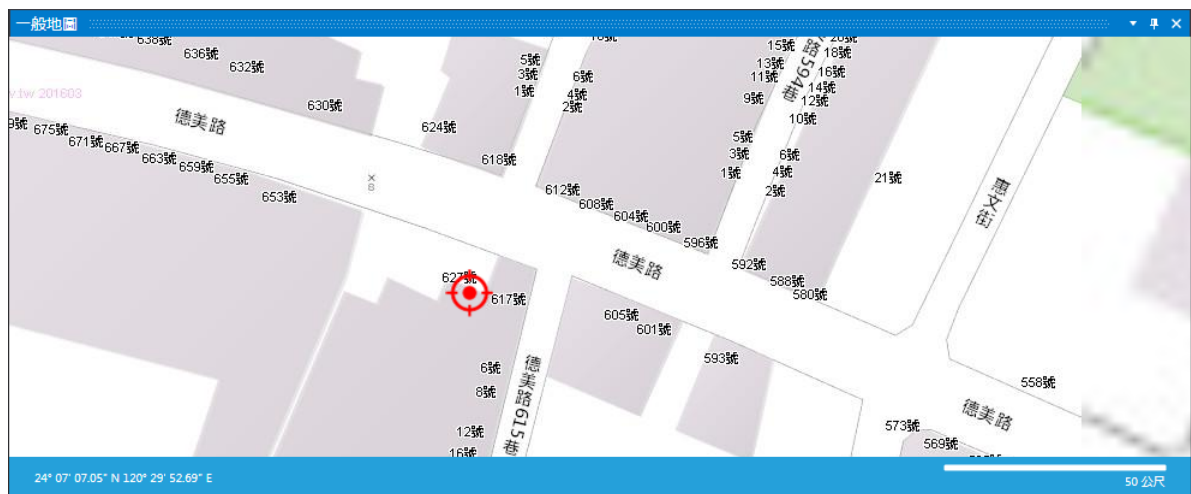 一般地圖
638號
636號
632號
630號
624號
618號
5號
3號
1號
6號
4號
2號
15號
13號
11號
9號
5號
3號
1號
路594巷
18號
16號
14號
12號
10號
6號
4號
2號
21號
惠文街
v.tw 201603
德美路
675號
671號
667號
663號
659號
655號
653號
612號
608號
604號
600號
596號
592號
588號
580號
德美路
627號
617號
605號
601號
593號
558號
德美路
573號
569號
6號
8號
12號
16號
德美路615巷
24° 07' 07.05" N 120° 29' 52.69" E
50 公尺